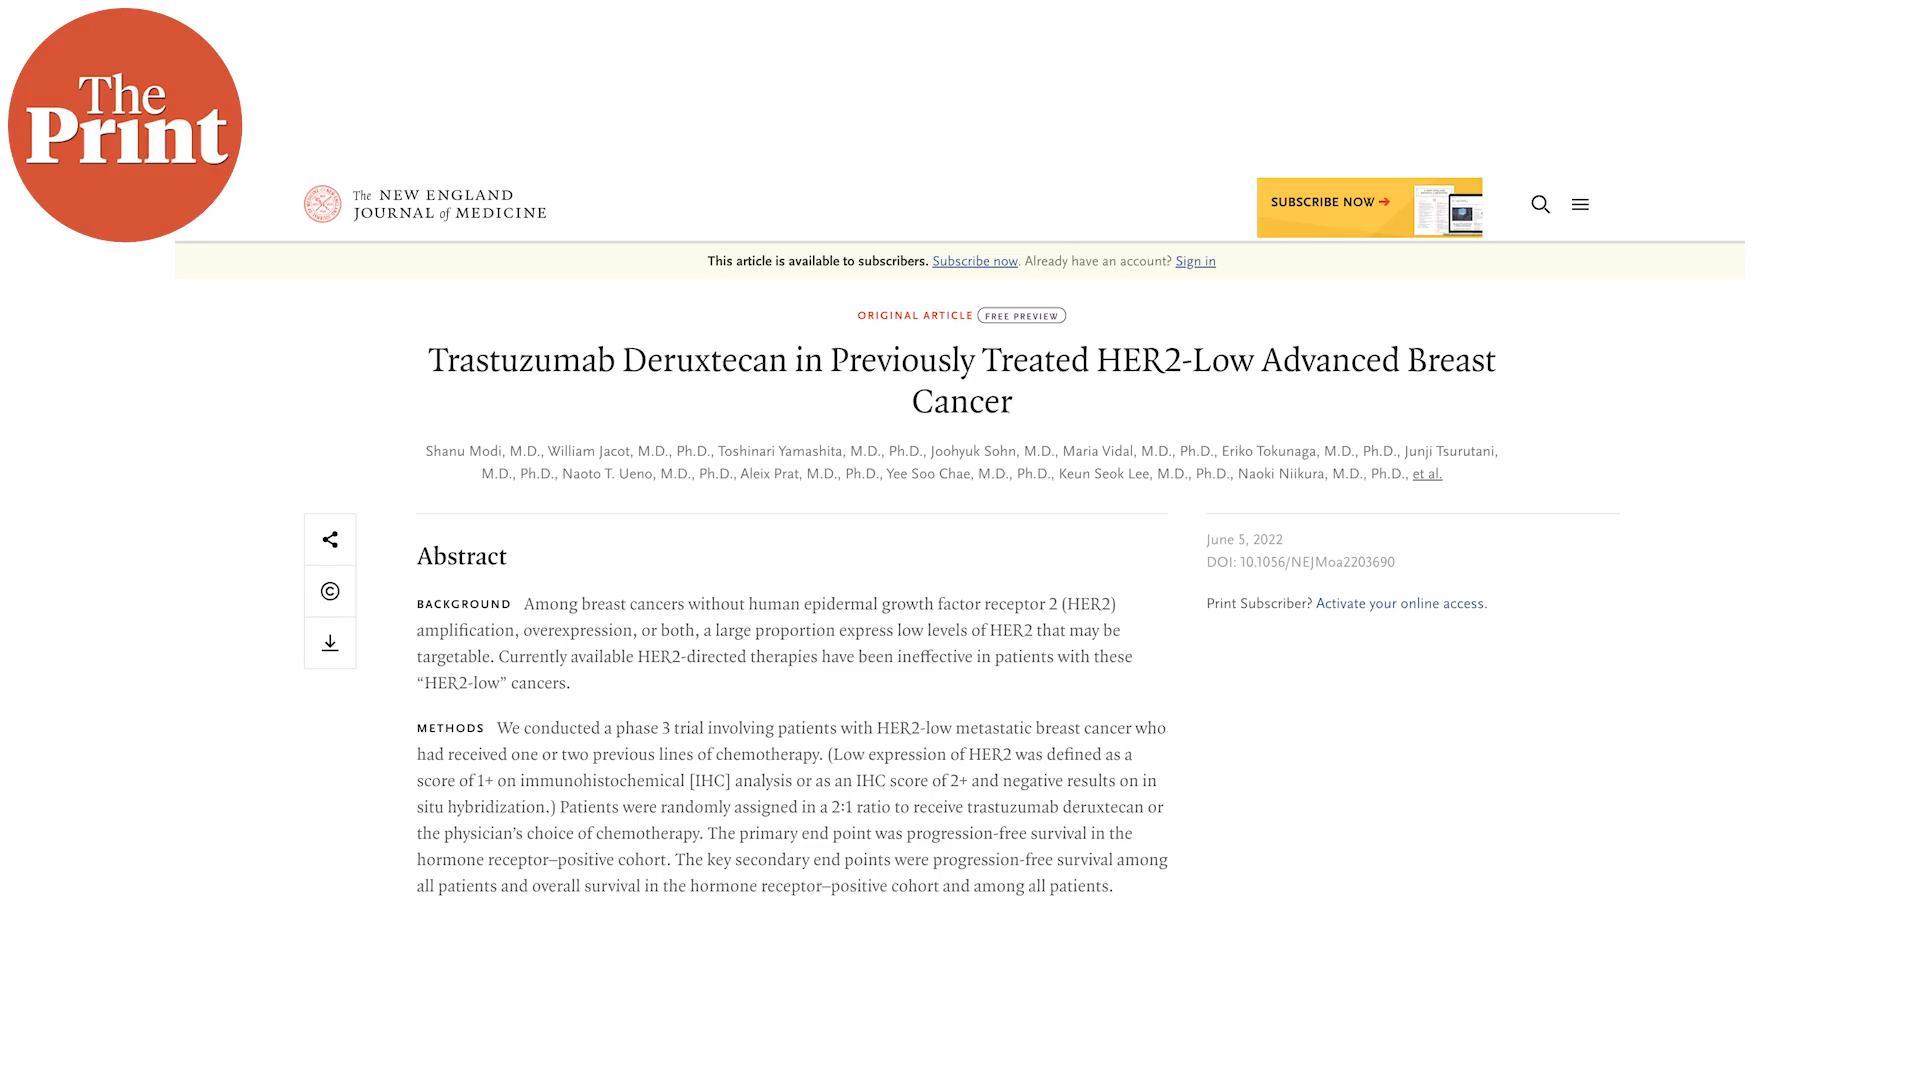 The
Print
The NEW ENGLAND
JOURNAL of MEDICINE
SUBSCRIBE NOW →
This article is available to subscribers. Subscribe now. Already have an account? Sign in
ORIGINAL ARTICLE FREE PREVIEW
Trastuzumab Deruxtecan in Previously Treated HER2-Low Advanced Breast
Cancer
Shanu Modi, M.D., William Jacot, M.D., Ph.D., Toshinari Yamashita, M.D., Ph.D., Joohyuk Sohn, M.D., Maria Vidal, M.D., Ph.D., Eriko Tokunaga, M.D., Ph.D., Junji Tsurutani,
M.D., Ph.D., Naoto T. Ueno, M.D., Ph.D., Aleix Prat, M.D., Ph.D., Yee Soo Chae, M.D., Ph.D., Keun Seok Lee, M.D., Ph.D., Naoki Niikura, M.D., Ph.D., et al.
Abstract
BACKGROUND Among breast cancers without human epidermal growth factor receptor 2 (HER2)
amplification, overexpression, or both, a large proportion express low levels of HER2 that may be
targetable. Currently available HER2-directed therapies have been ineffective in patients with these
“HER2-low” cancers.
METHODS We conducted a phase 3 trial involving patients with HER2-low metastatic breast cancer who
had received one or two previous lines of chemotherapy. (Low expression of HER2 was defined as a
score of 1+ on immunohistochemical [IHC] analysis or as an IHC score of 2+ and negative results on in
situ hybridization.) Patients were randomly assigned in a 2:1 ratio to receive trastuzumab deruxtecan or
the physician’s choice of chemotherapy. The primary end point was progression-free survival in the
hormone receptor–positive cohort. The key secondary end points were progression-free survival among
all patients and overall survival in the hormone receptor–positive cohort and among all patients.
June 5, 2022
DOI: 10.1056/NEJMoa2203690
Print Subscriber? Activate your online access.